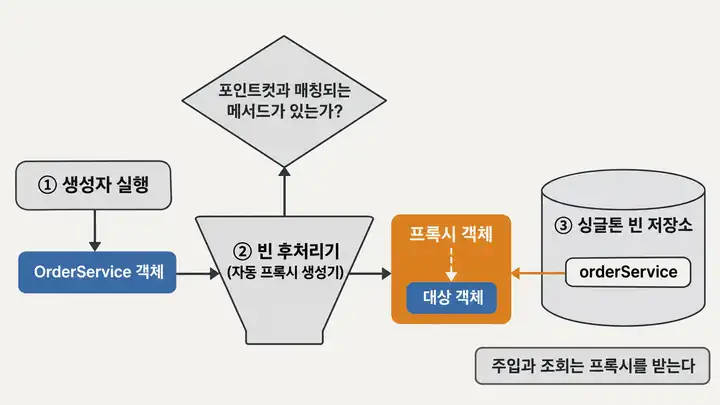 포인트컷과 매칭되는
메서드가 있는가?
① 생성자 실행
OrderService 객체
② 빈 후처리기
(자동 프록시 생성기)
프록시 객체
대상 객체
③ 싱글톤 빈 저장소
orderService
주입과 조회는 프록시를 받는다